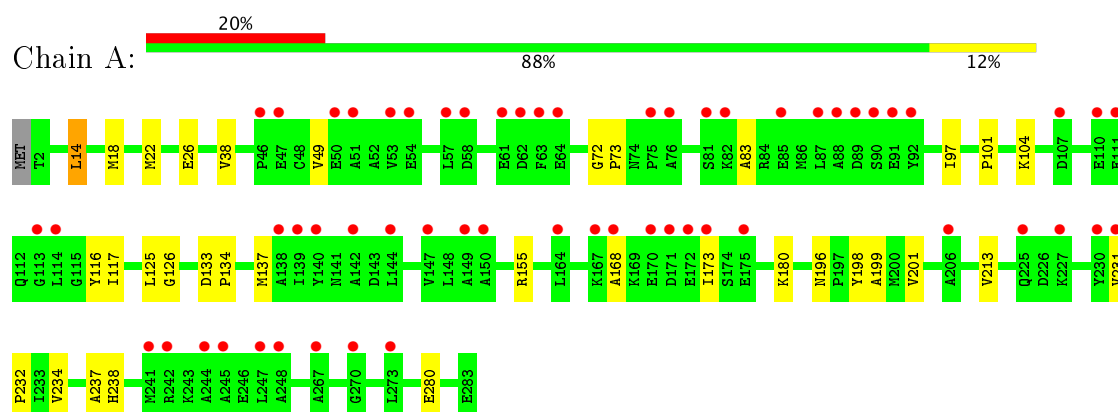 20%
Chain A: 88% 12%
MET T2 L14 M18 M22 E26 V38 P46 E47 C48 V49 E50 A51 A52 V53 E54 L57 D58 E61 D62 F63 E64 G72 P73 N74 P75 A76 S81 K82 A83 R84 E85 M86 L87 A88 D89 S90 E91 Y92 I97 P101 K104 D107 E110
Q112 G113 L114 G115 Y116 I117 L125 G126 D133 P134 M137 A138 I139 Y140 N141 A142 D143 L144 V147 L148 A149 A150 R155 L164 K167 A168 K169 E170 D171 E172 I173 S174 E175 K180 N196 P197 Y198 A199 M200 V201 A206 V213 Q225 D226 K227 Y230 V231
P232 I233 V234 A237 H238 M241 R242 K243 A244 A245 E246 L247 A248 A267 G270 L273 E280 E283